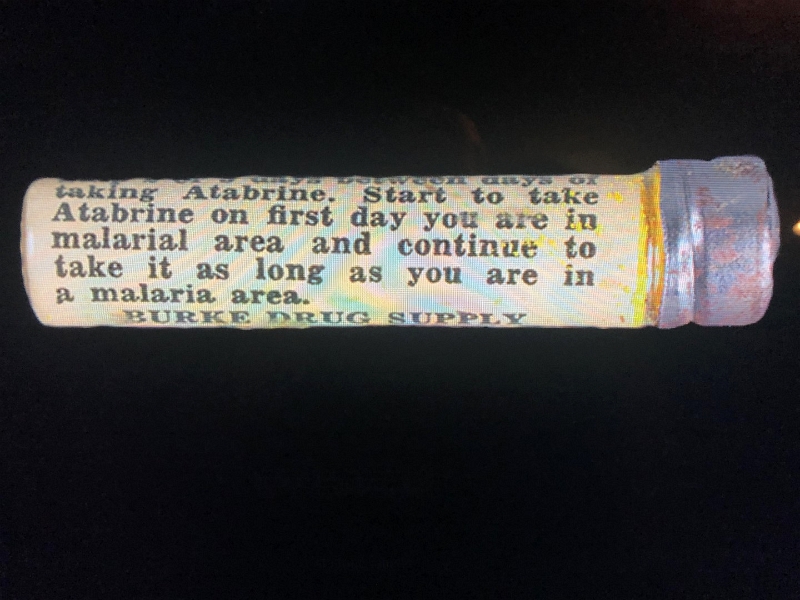 days between days of
taking Atabrine. Start to take
Atabrine on first day you are in
malarial area and continue to
take it as long as you are in
a malaria area.
BURKE DRUG SUPPLY